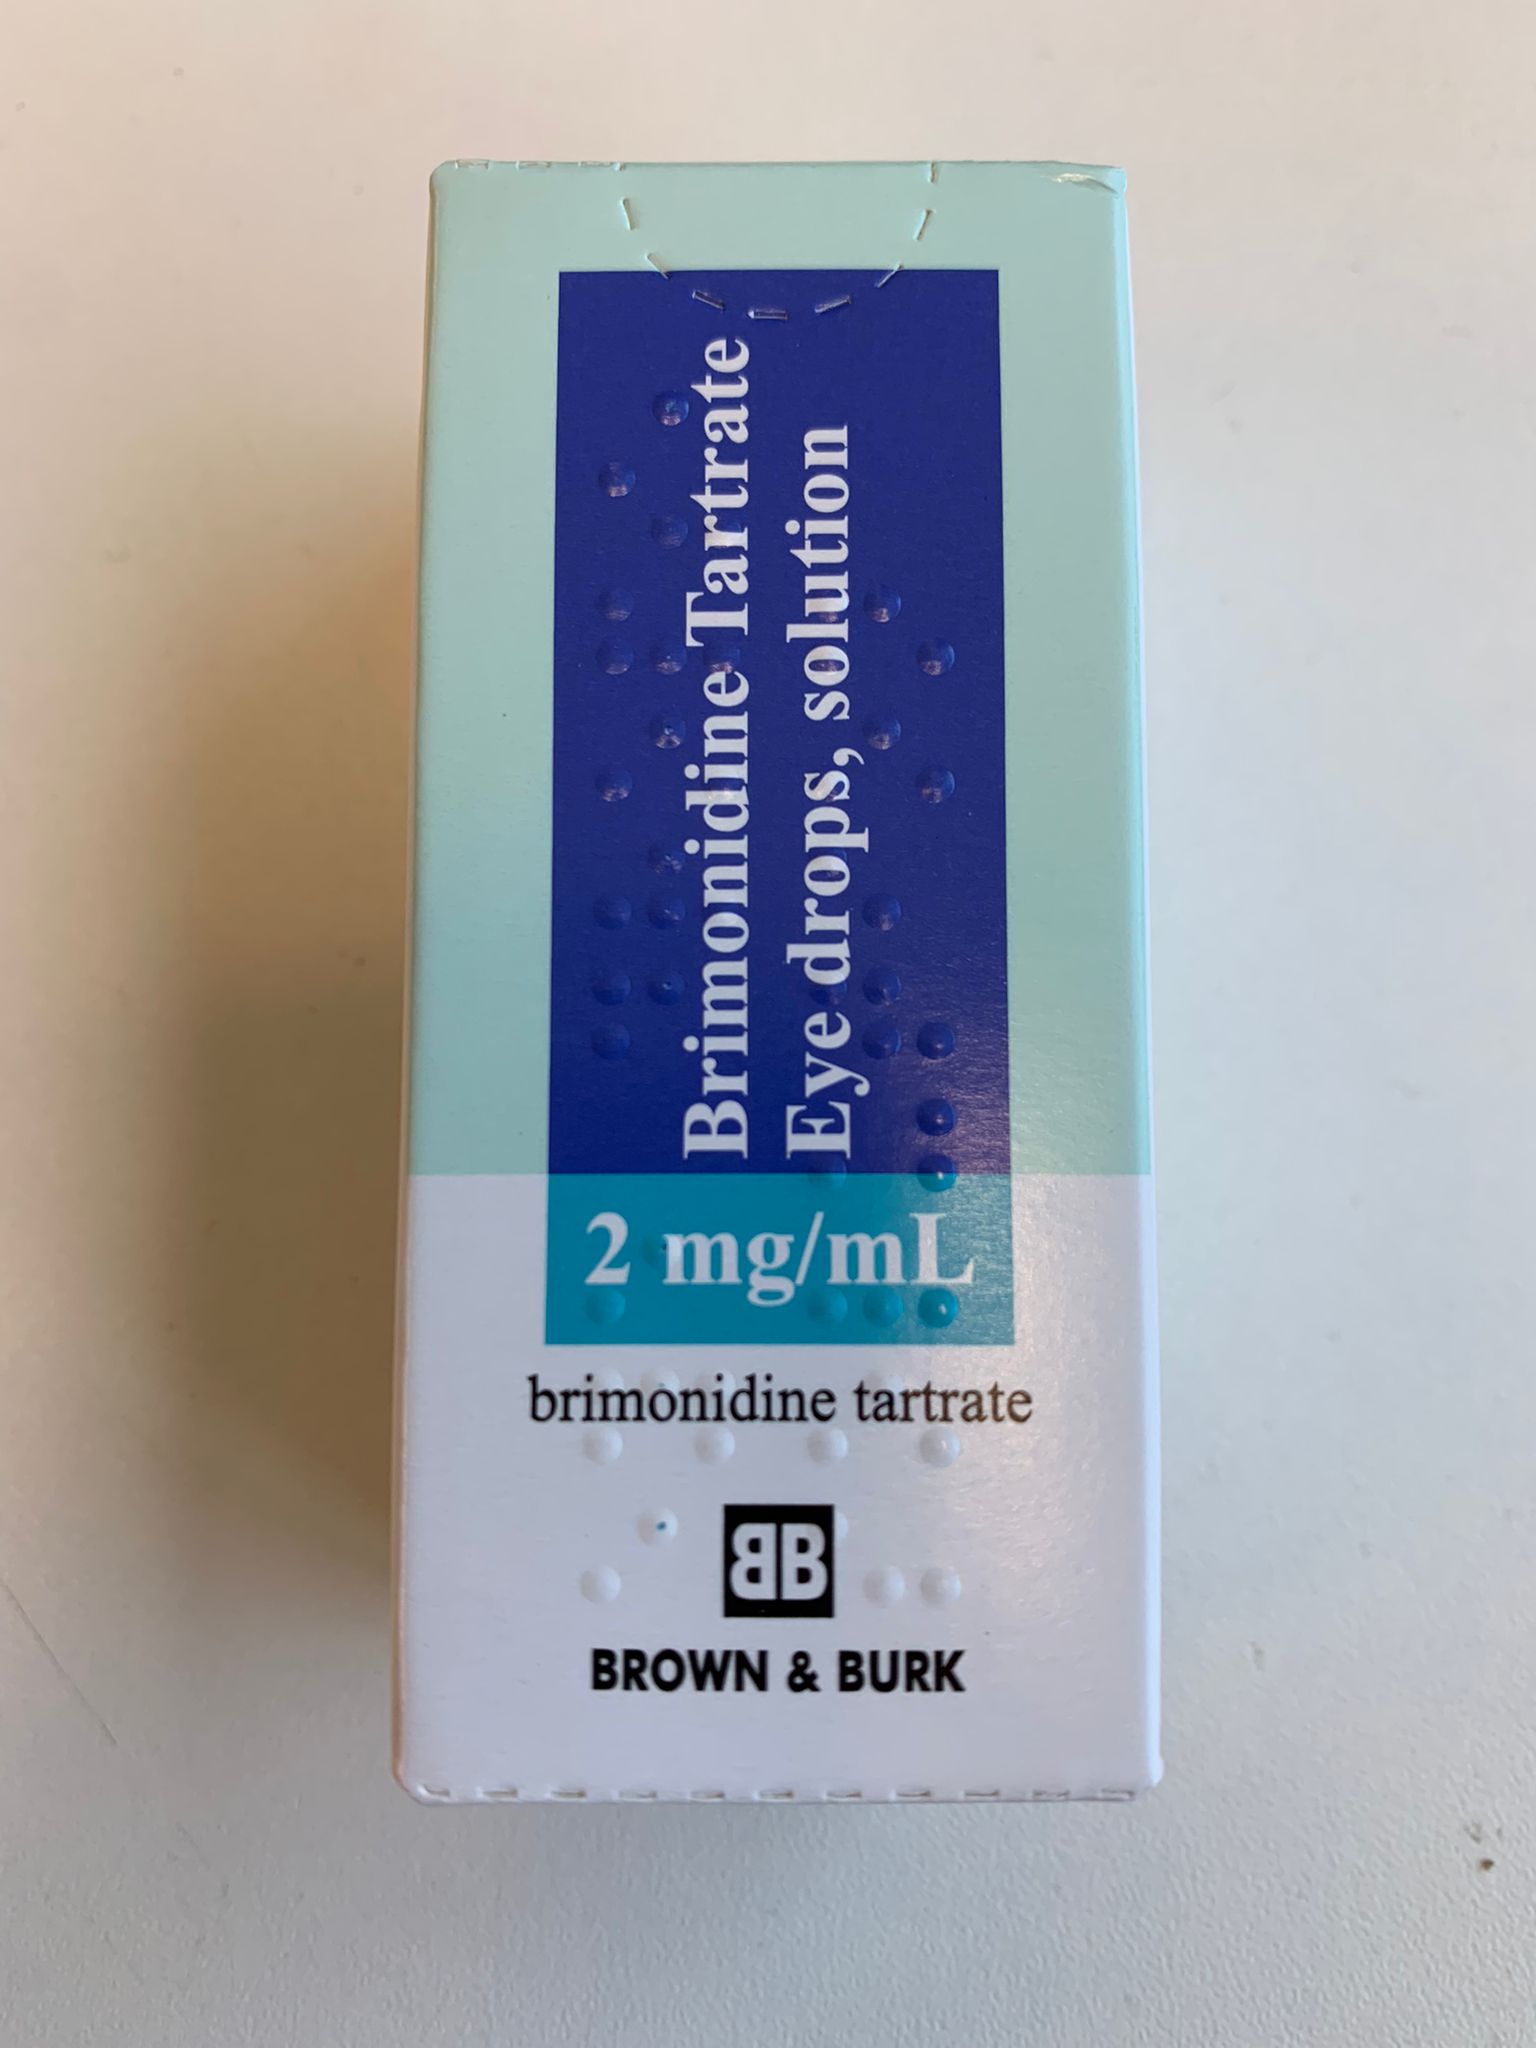 Brimonidine Tartrate
Eye drops, solution
2 mg/mL
brimonidine tartrate
BB
BROWN & BURK